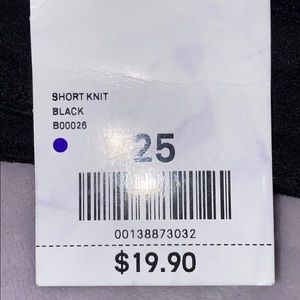 SHORT KNIT
BLACK
B00026
25
00138873032
$19.90